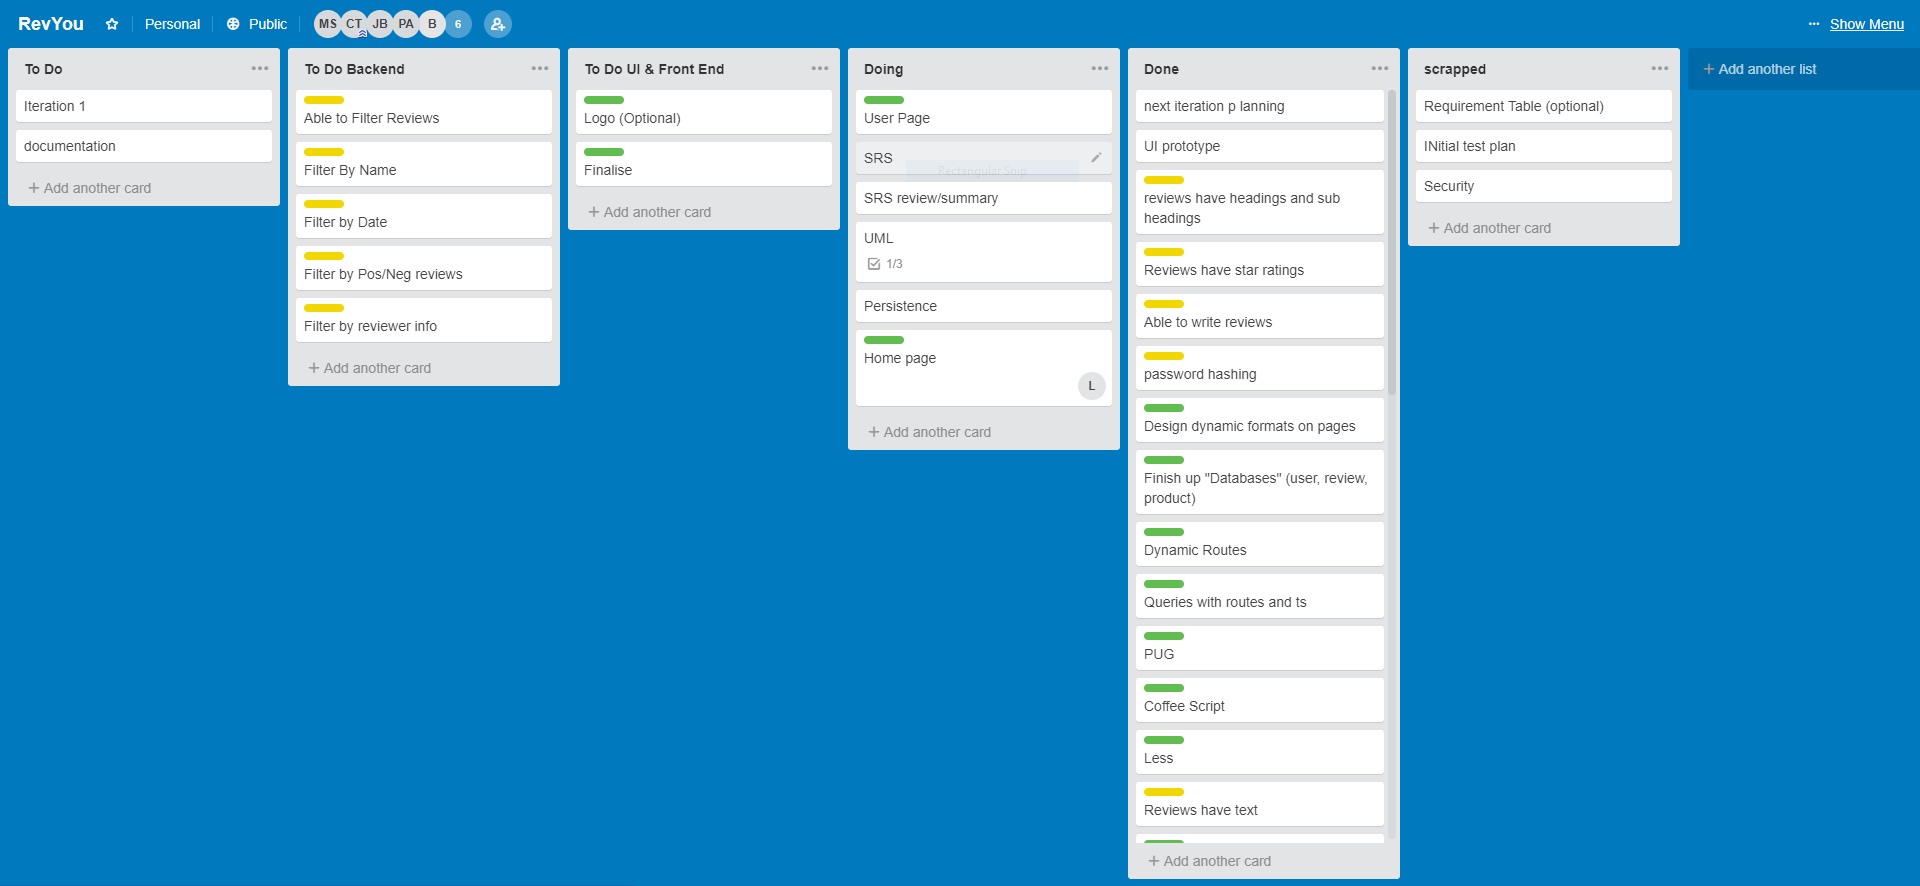 RevYou
Personal
Public
MS CT JB PA B 6
Show Menu
To Do
Iteration 1
documentation
+ Add another card
To Do Backend
Able to Filter Reviews
Filter By Name
Filter by Date
Filter by Pos/Neg reviews
Filter by reviewer info
+ Add another card
To Do UI & Front End
Logo (Optional)
Finalise
+ Add another card
Doing
User Page
SRS
Rectangular Snip
SRS review/summary
UML
1/3
Persistence
Home page
L
+ Add another card
Done
next iteration p lanning
UI prototype
reviews have headings and sub
headings
Reviews have star ratings
Able to write reviews
password hashing
Design dynamic formats on pages
Finish up "Databases" (user, review,
product)
Dynamic Routes
Queries with routes and ts
PUG
Coffee Script
Less
Reviews have text
+ Add another card
scrapped
Requirement Table (optional)
INitial test plan
Security
+ Add another card
+ Add another list